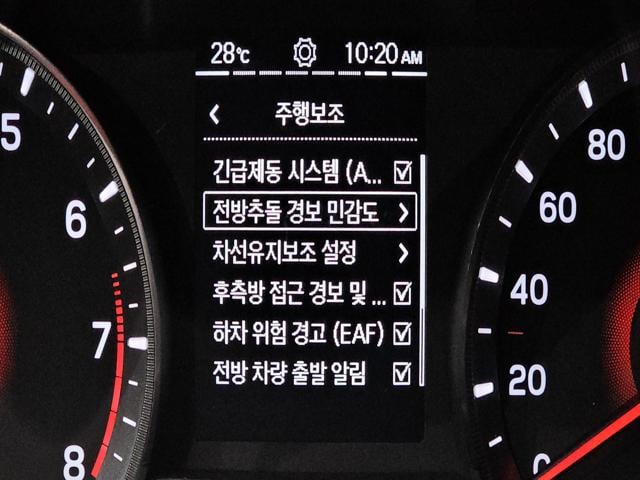 28℃ 10:20 AM
< 주행보조
긴급제동 시스템 (A...
전방추돌 경보 민감도 >
차선유지보조 설정 >
후측방 접근 경보 및 ...
하차 위험 경고 (EAF)
전방 차량 출발 알림
5
6
7
8
80
60
40
20
0